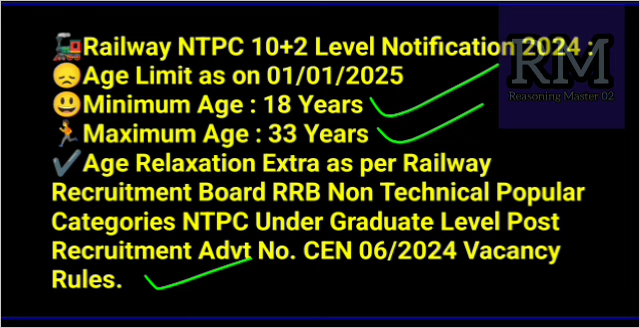 🚂Railway NTPC 10+2 Level Notification 2024 :
😞Age Limit as on 01/01/2025
😃Minimum Age : 18 Years
🏃Maximum Age : 33 Years
✔️Age Relaxation Extra as per Railway
Recruitment Board RRB Non Technical Popular
Categories NTPC Under Graduate Level Post
Recruitment Advt No. CEN 06/2024 Vacancy
Rules.
RM
Reasoning Master 02